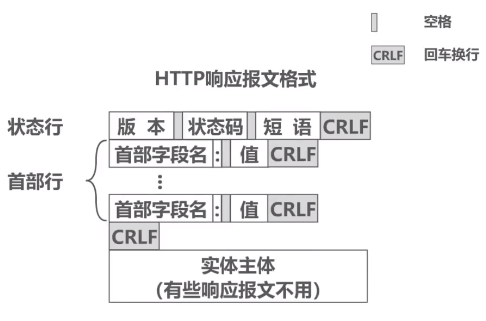 空格
CRLF 回车换行
HTTP响应报文格式
状态行 版 本 状态码 短 语 CRLF
首部行 首部字段名 : 值 CRLF
⋮
首部字段名 : 值 CRLF
CRLF
实体主体
(有些响应报文不用)